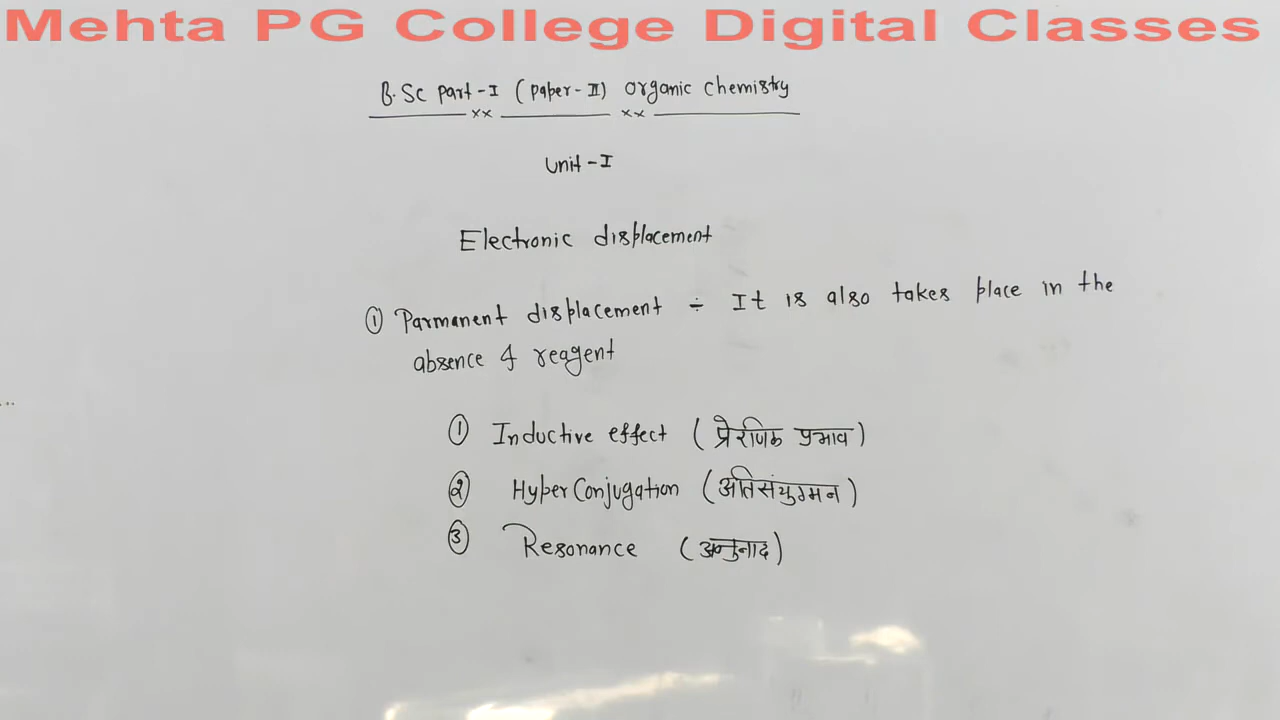 Mehta PG College Digital Classes
B.Sc part-I (paper-II) organic chemistry
xx xx
Unit-I
Electronic displacement
① Parmanent displacement ÷ It is also takes place in the
absence of reagent
① Inductive effect (प्रेरणिक प्रभाव)
② HyperConjugation (अतिसंयुग्मन)
③ Resonance (अनुनाद)